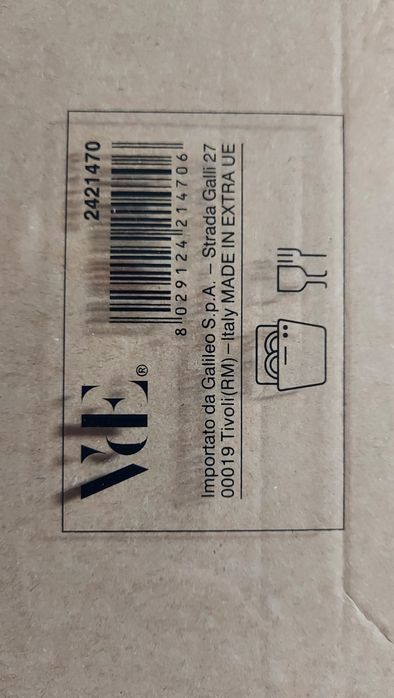 VdE®
2421470
8 029124 214706
Importato da Galileo S.p.A. – Strada Galli 27
00019 Tivoli(RM) – Italy MADE IN EXTRA UE